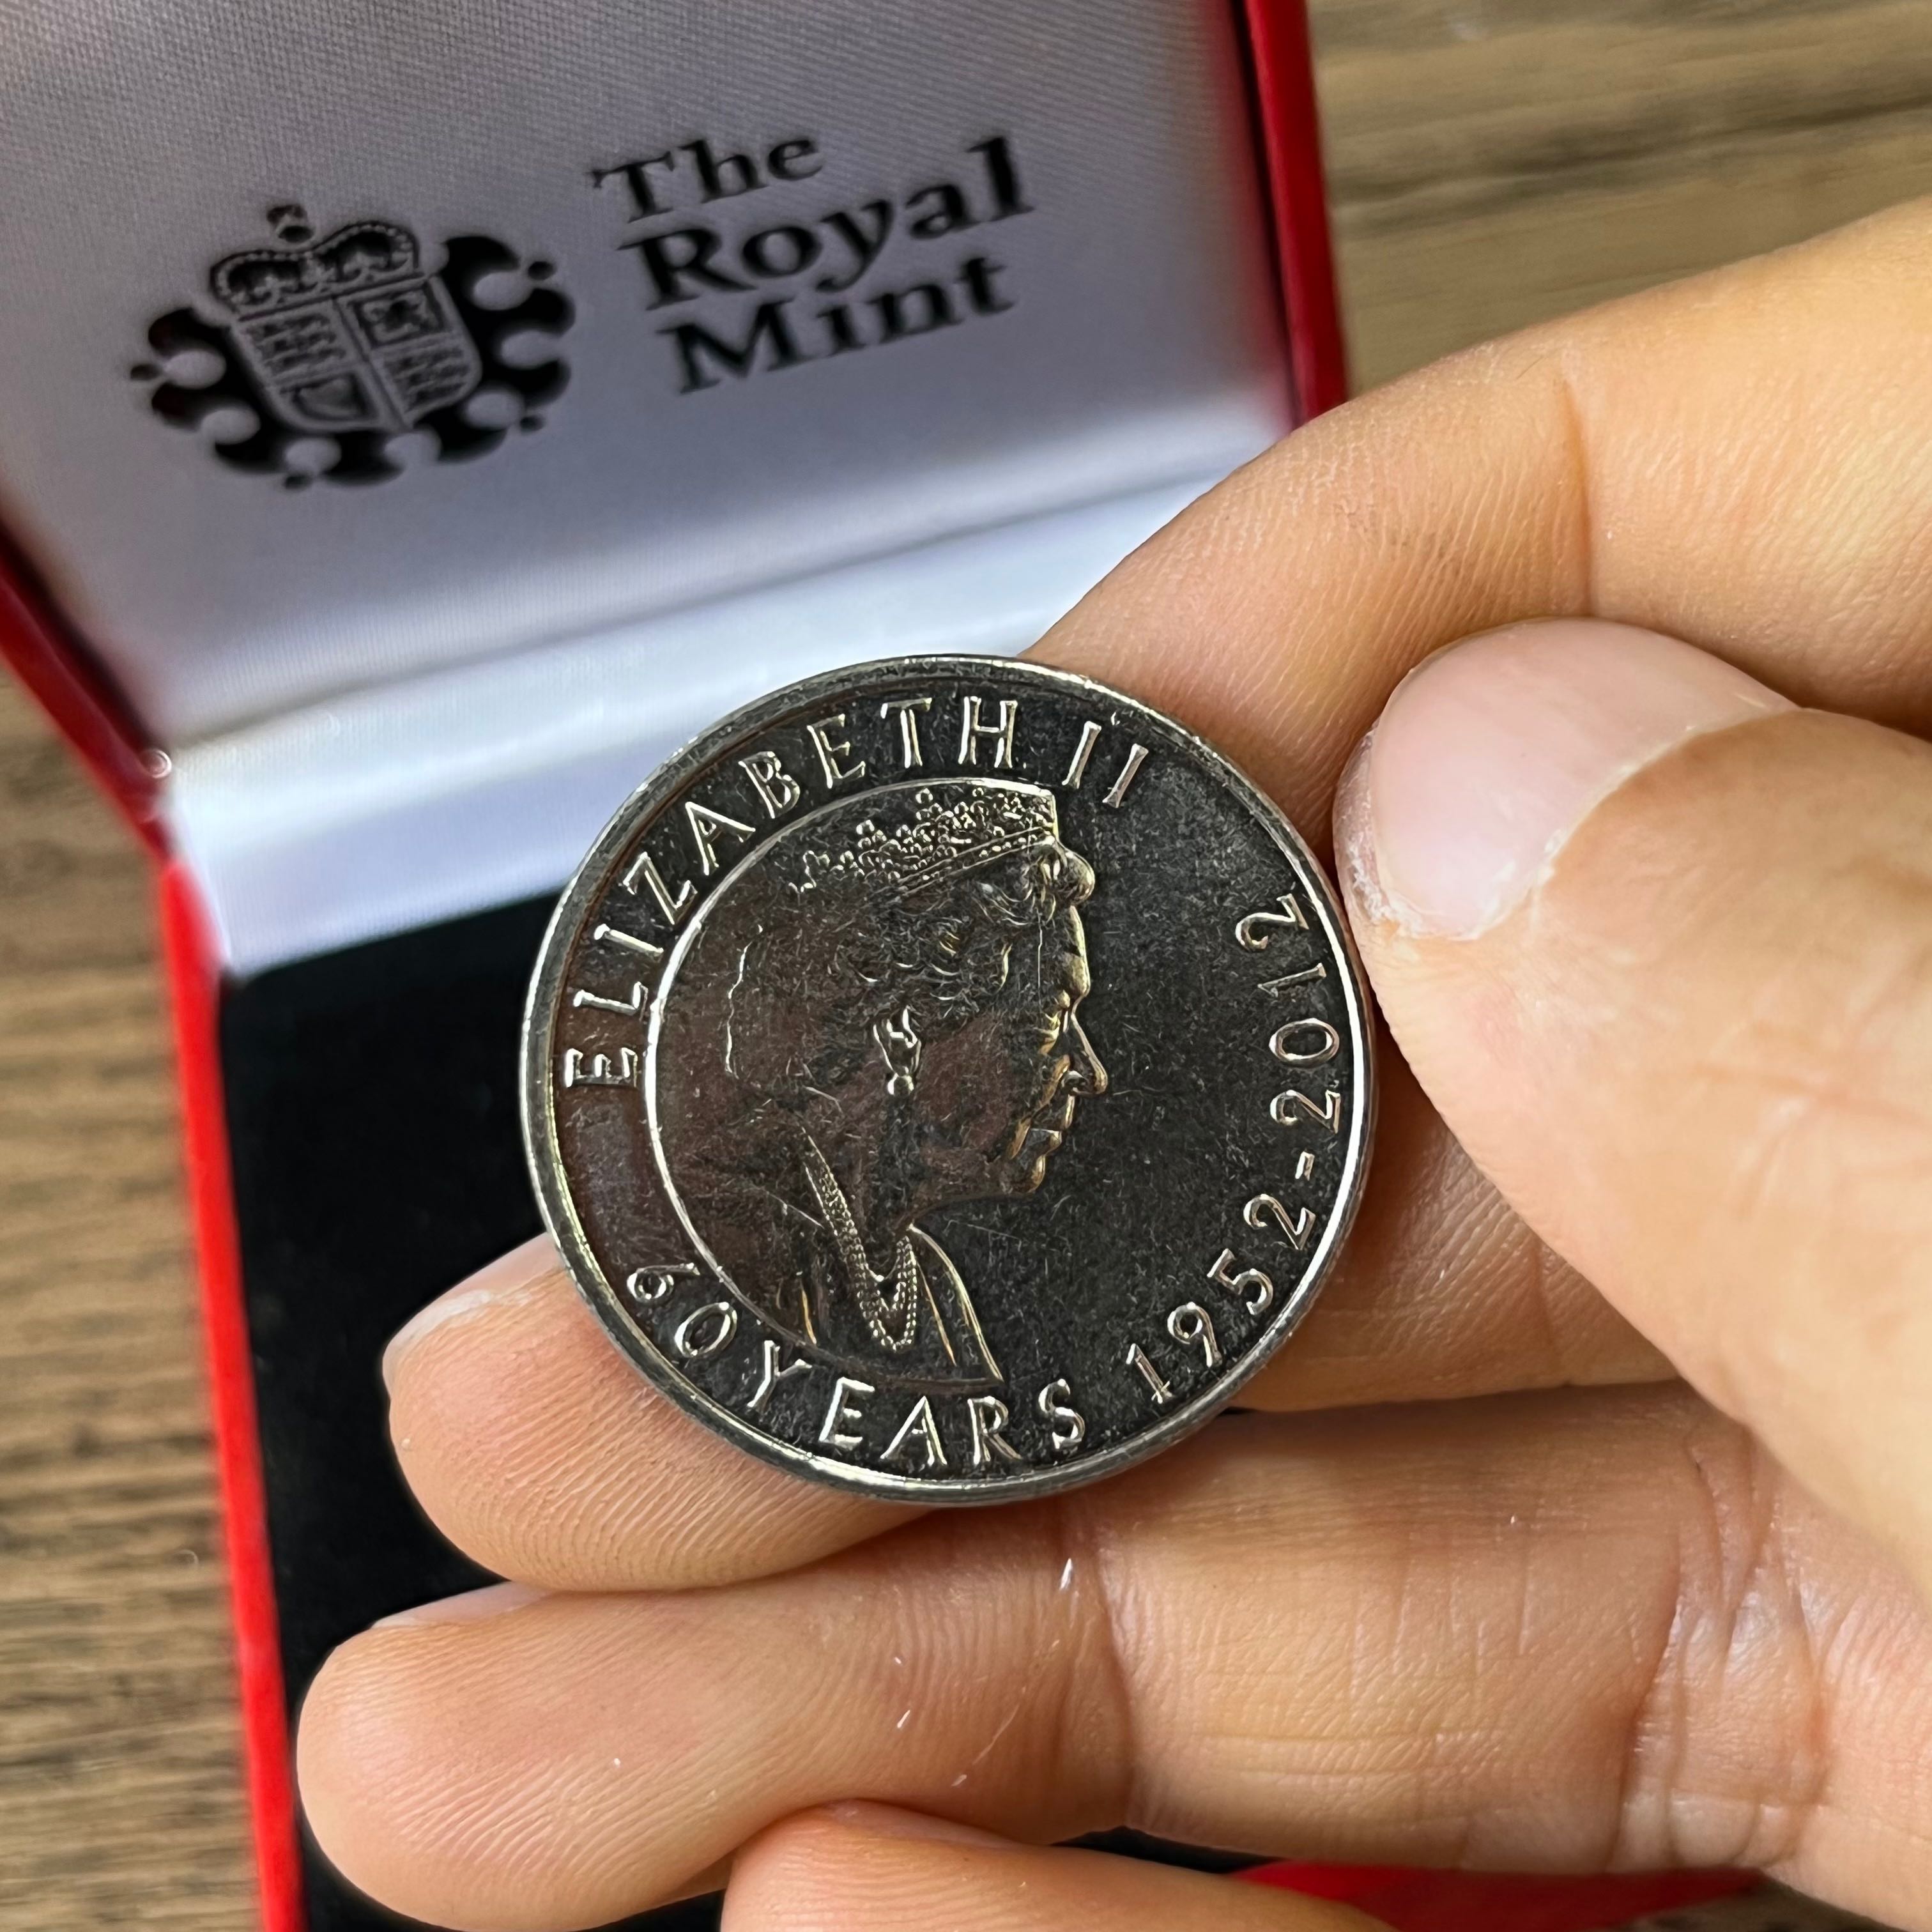 The
Royal
Mint
ELIZABETH II
60 YEARS 1952-2012